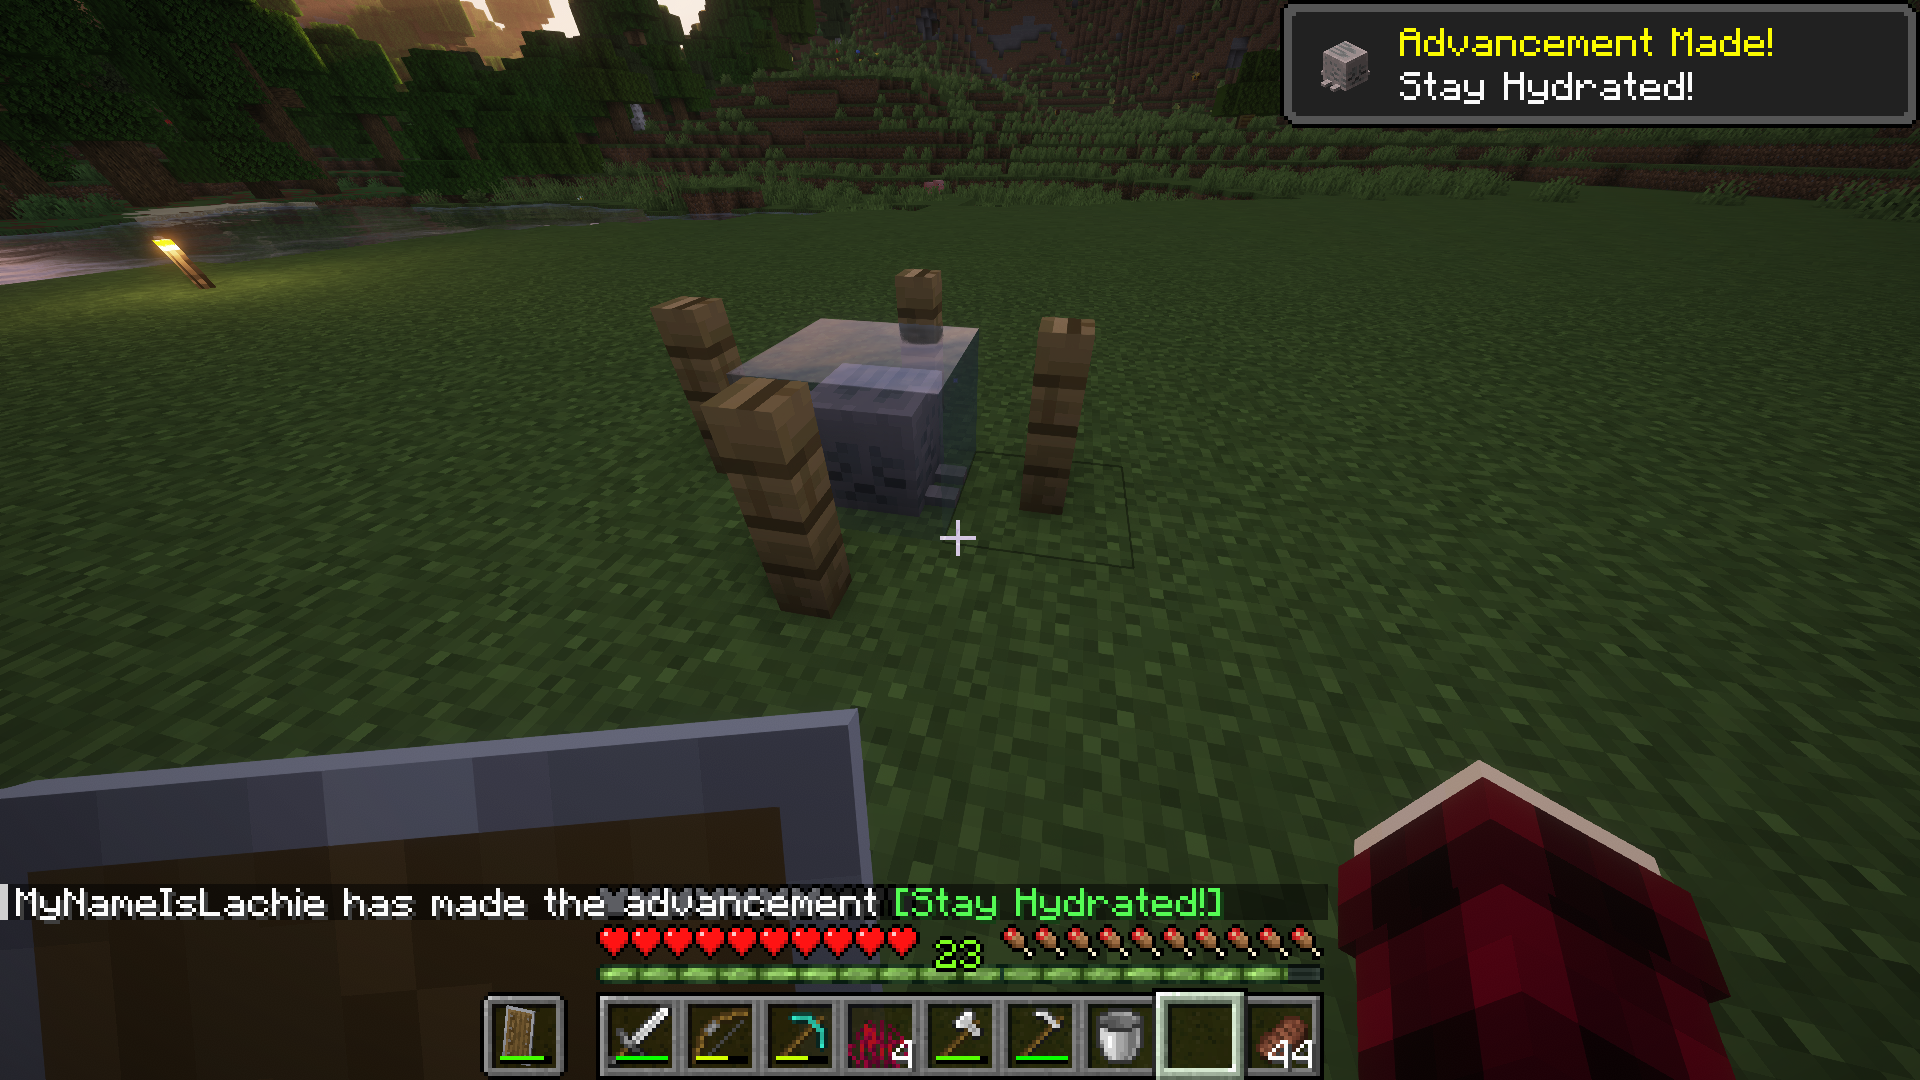 Advancement Made!
Stay Hydrated!
MyNameIsLachie has made the advancement [Stay Hydrated!]
23
4
44